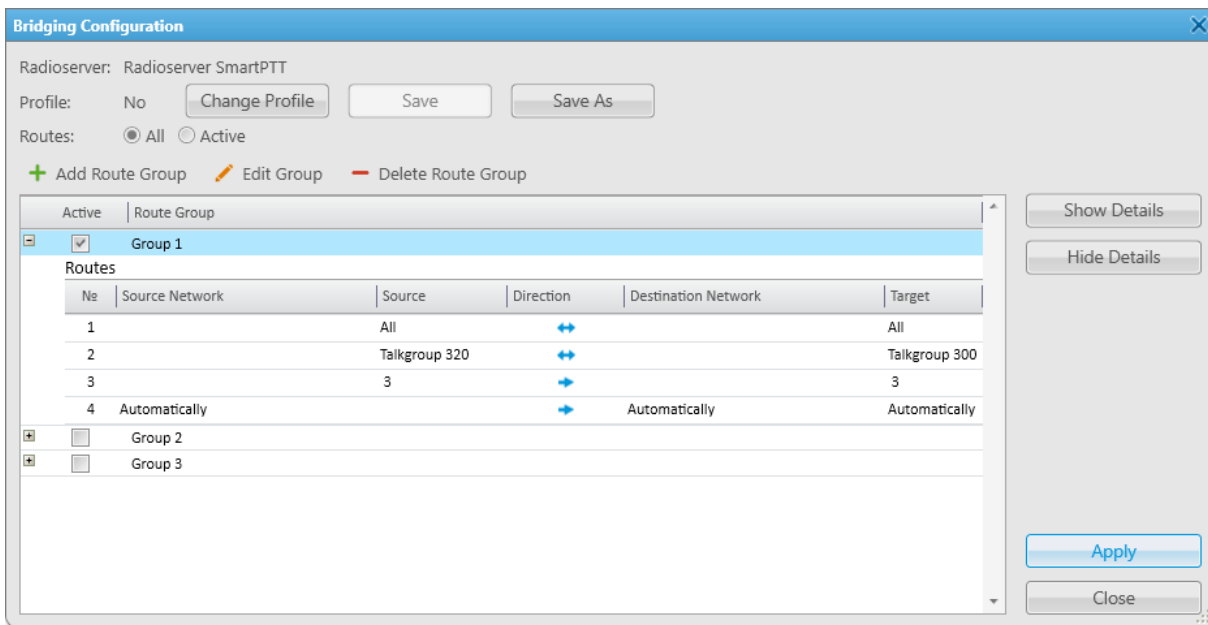 Bridging Configuration
Radioserver: Radioserver SmartPTT
Profile: No Change Profile Save Save As
Routes: All Active
Add Route Group Edit Group Delete Route Group
Active Route Group
Group 1
Routes
№ Source Network Source Direction Destination Network Target
1 All All
2 Talkgroup 320 Talkgroup 300
3 3 3
4 Automatically Automatically Automatically
Group 2
Group 3
Show Details
Hide Details
Apply
Close